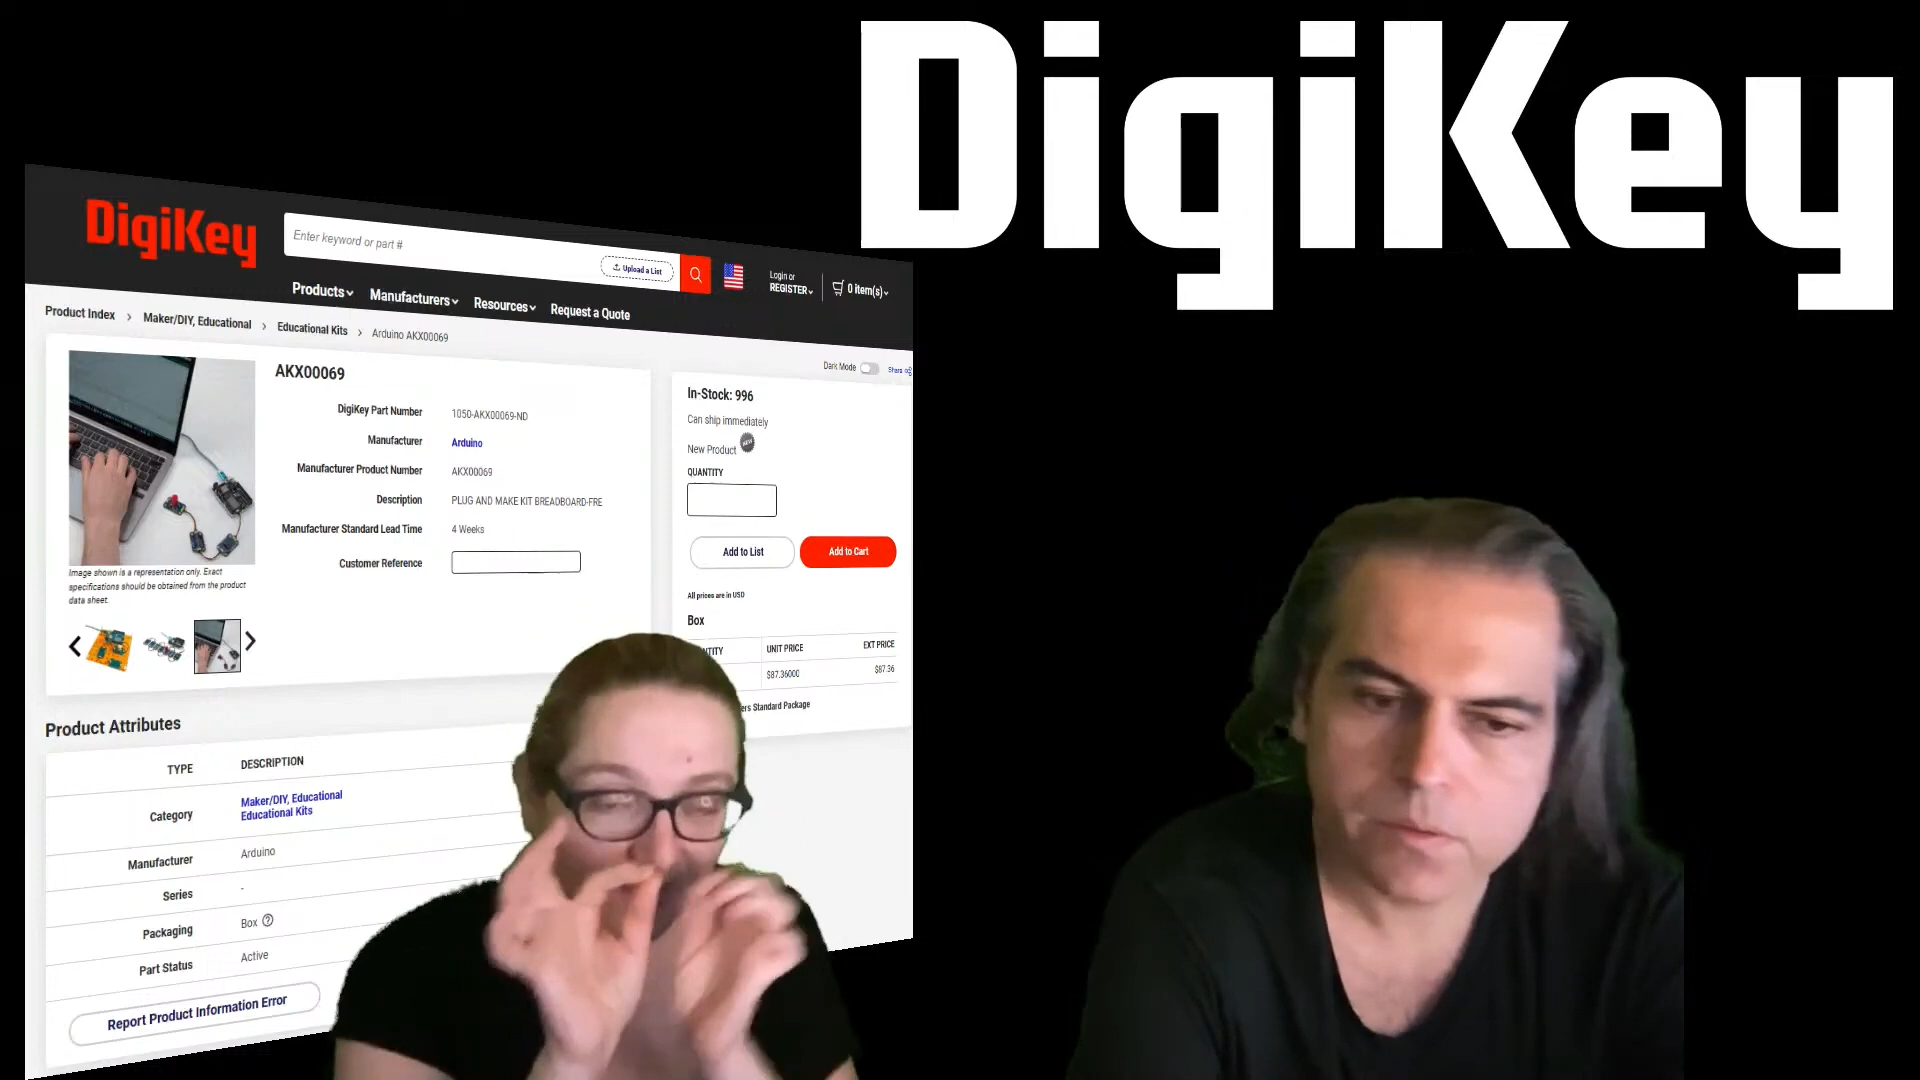 DigiKey
DigiKey
Enter keyword or part #
Upload a List
Login or
REGISTER
0 item(s)
Products
Manufacturers
Resources
Request a Quote
Product Index > Maker/DIY, Educational > Educational Kits > Arduino AKX00069
Dark Mode
Share
AKX00069
DigiKey Part Number 1050-AKX00069-ND
Manufacturer Arduino
Manufacturer Product Number AKX00069
Description PLUG AND MAKE KIT BREADBOARD-FRE
Manufacturer Standard Lead Time 4 Weeks
Customer Reference
Image shown is a representation only. Exact
specifications should be obtained from the product
data sheet.
In-Stock: 996
Can ship immediately
New Product
NEW
QUANTITY
Add to List
Add to Cart
All prices are in USD
Box
UNIT PRICE EXT PRICE
$87.36000 $87.36
Standard Package
Product Attributes
TYPE DESCRIPTION
Category Maker/DIY, Educational
Educational Kits
Manufacturer Arduino
Series -
Packaging Box ?
Part Status Active
Report Product Information Error